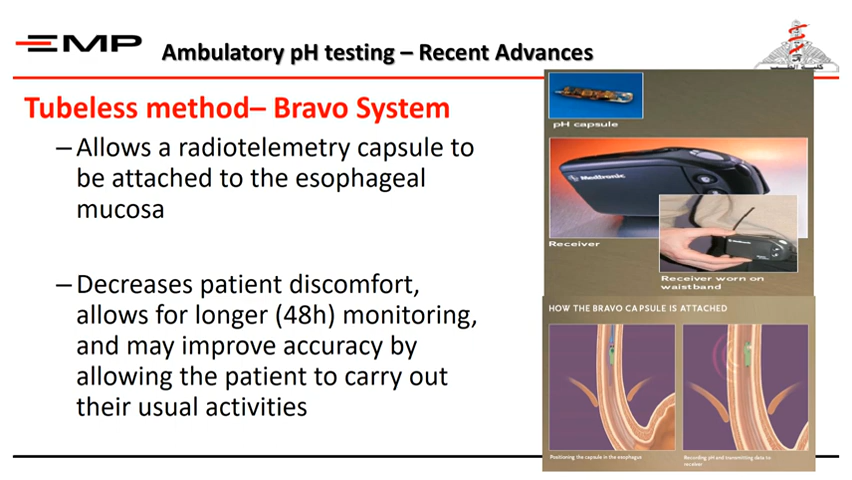 EMP
Ambulatory pH testing – Recent Advances
Tubeless method– Bravo System
– Allows a radiotelemetry capsule to
be attached to the esophageal
mucosa
– Decreases patient discomfort,
allows for longer (48h) monitoring,
and may improve accuracy by
allowing the patient to carry out
their usual activities
pH capsule
Medtronic
Receiver
Receiver worn on
waistband
HOW THE BRAVO CAPSULE IS ATTACHED
Positioning the capsule in the esophagus
Recording pH and transmitting data to
receiver